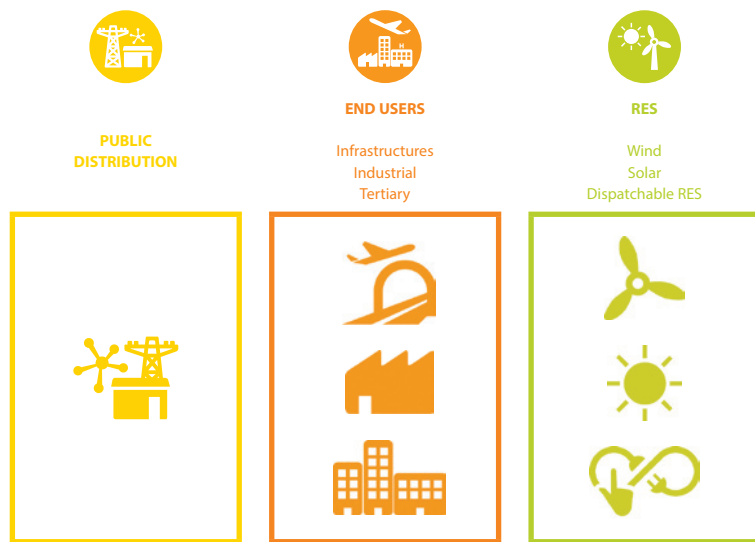 PUBLIC
DISTRIBUTION
END USERS
Infrastructures
Industrial
Tertiary
RES
Wind
Solar
Dispatchable RES